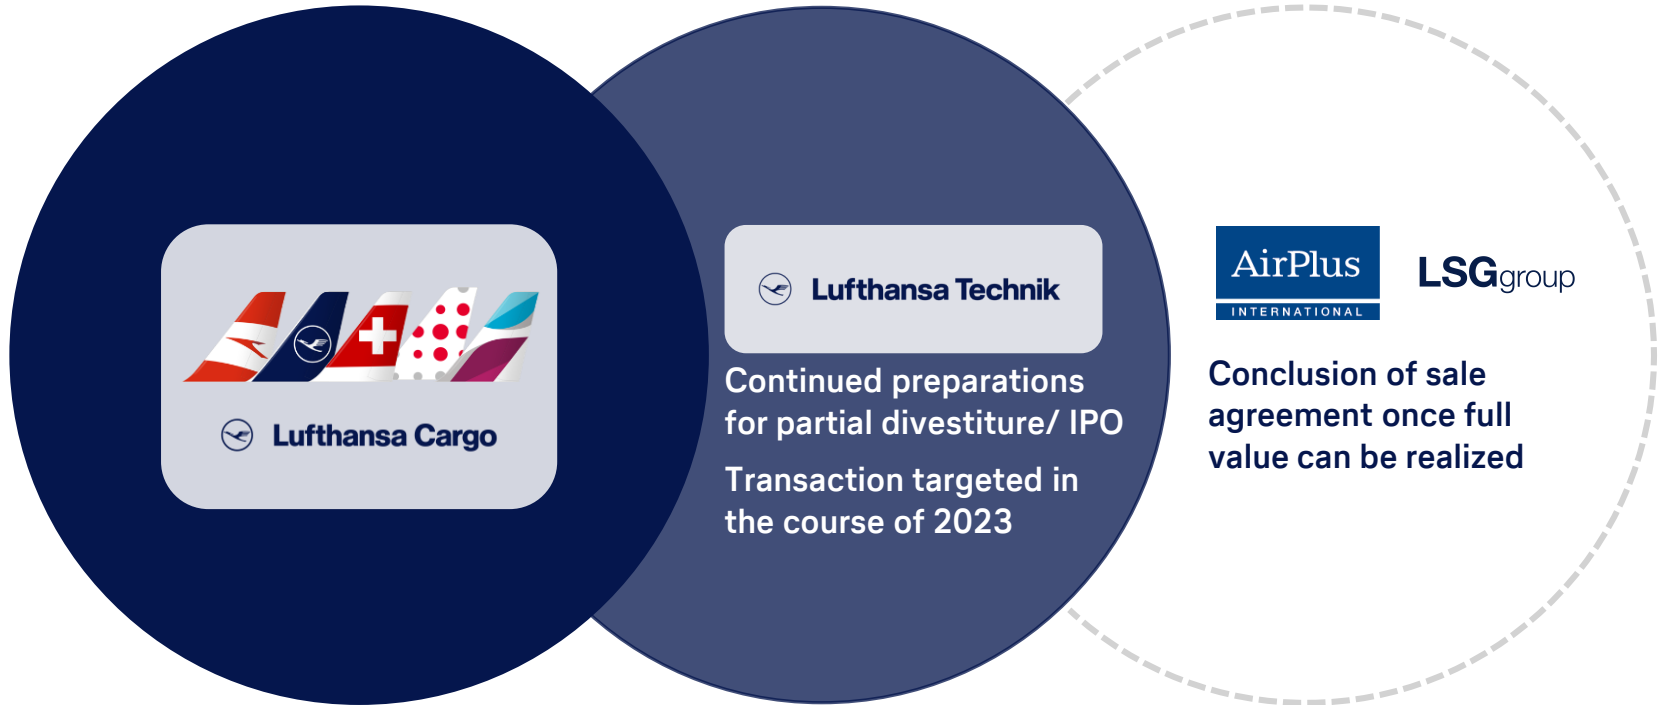 Lufthansa Cargo
Lufthansa Technik
Continued preparations
for partial divestiture/ IPO
Transaction targeted in
the course of 2023
AirPlus
INTERNATIONAL
LSGgroup
Conclusion of sale
agreement once full
value can be realized